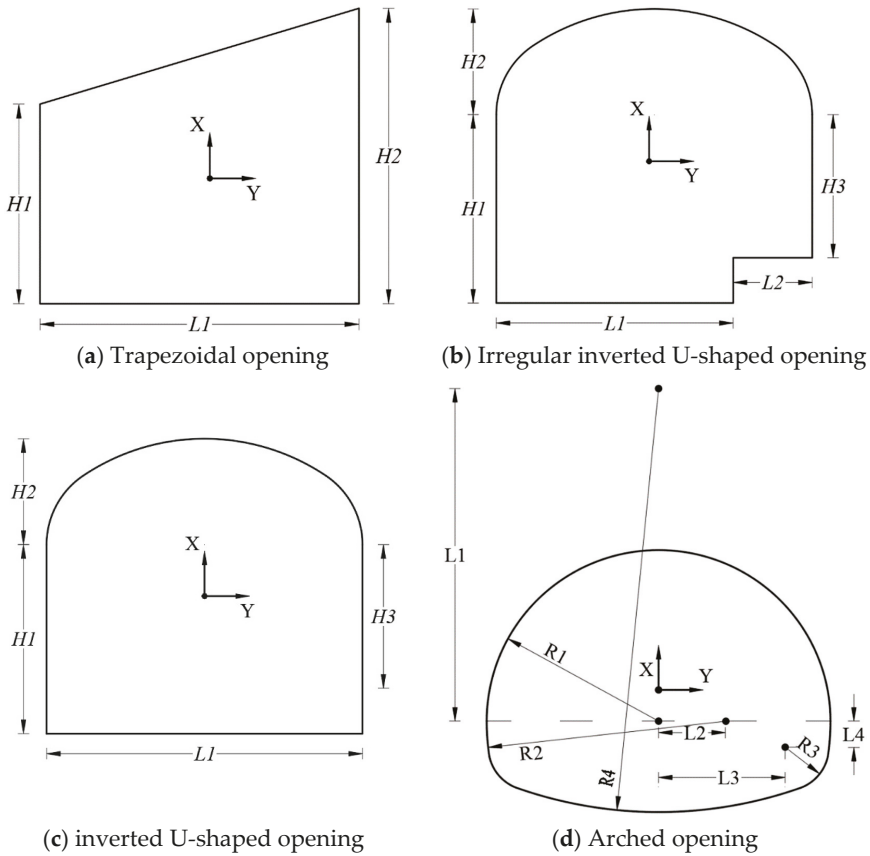 H1
X
Y
H2
L1
(a) Trapezoidal opening
H2
H1
X
Y
H3
L2
L1
(b) Irregular inverted U-shaped opening
H2
H1
X
Y
H3
L1
(c) inverted U-shaped opening
L1
R1
X
Y
L2
R2
R4
L3
R3
L4
(d) Arched opening